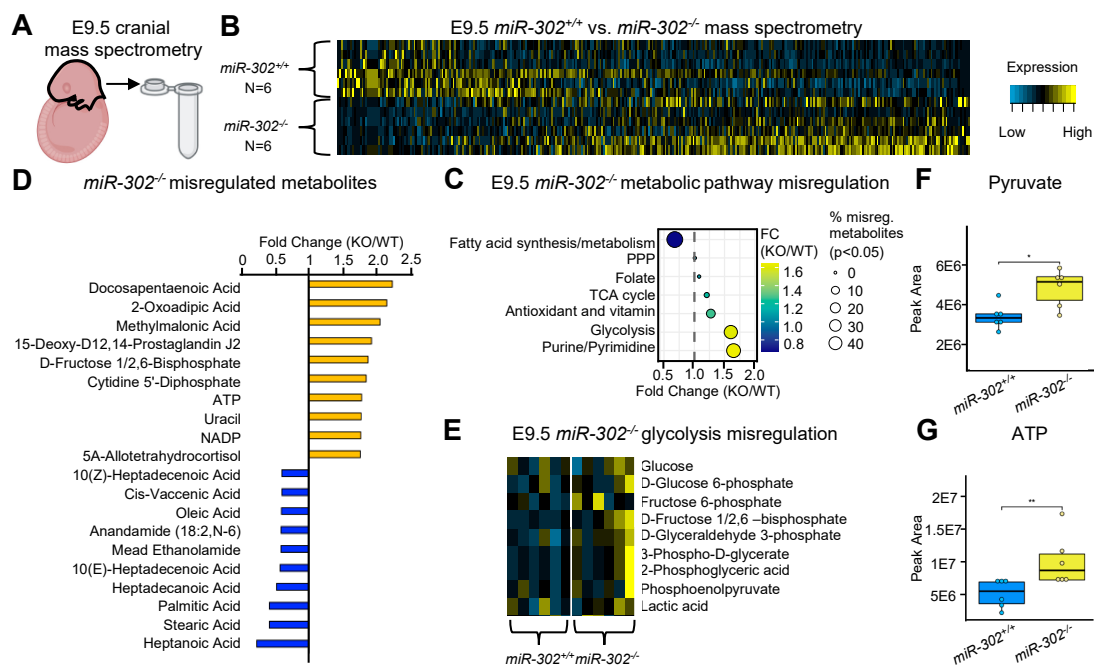 A
E9.5 cranial
mass spectrometry
B
E9.5 miR-302+/+ vs. miR-302-/- mass spectrometry
miR-302+/+
N=6
miR-302-/-
N=6
Expression
Low
High
D
miR-302-/- misregulated metabolites
Fold Change (KO/WT)
0 0.5 1 1.5 2.0 2.5
Docosapentaenoic Acid
2-Oxoadipic Acid
Methylmalonic Acid
15-Deoxy-D12,14-Prostaglandin J2
D-Fructose 1/2,6-Bisphosphate
Cytidine 5'-Diphosphate
ATP
Uracil
NADP
5A-Allotetrahydrocortisol
10(Z)-Heptadecenoic Acid
Cis-Vaccenic Acid
Oleic Acid
Anandamide (18:2,N-6)
Mead Ethanolamide
10(E)-Heptadecenoic Acid
Heptadecanoic Acid
Palmitic Acid
Stearic Acid
Heptanoic Acid
C
E9.5 miR-302-/- metabolic pathway misregulation
Fatty acid synthesis/metabolism
PPP
Folate
TCA cycle
Antioxidant and vitamin
Glycolysis
Purine/Pyrimidine
0.5 1.0 1.5 2.0
Fold Change (KO/WT)
FC
(KO/WT)
1.6
1.4
1.2
1.0
0.8
% misreg.
metabolites
(p<0.05)
0
10
20
30
40
E
E9.5 miR-302-/- glycolysis misregulation
Glucose
D-Glucose 6-phosphate
Fructose 6-phosphate
D-Fructose 1/2,6 –bisphosphate
D-Glyceraldehyde 3-phosphate
3-Phospho-D-glycerate
2-Phosphoglyceric acid
Phosphoenolpyruvate
Lactic acid
miR-302+/+ miR-302-/-
F
Pyruvate
Peak Area
6E6
4E6
2E6
*
miR-302+/+
miR-302-/-
G
ATP
Peak Area
2E7
1.5E7
1E7
5E6
**
miR-302+/+
miR-302-/-